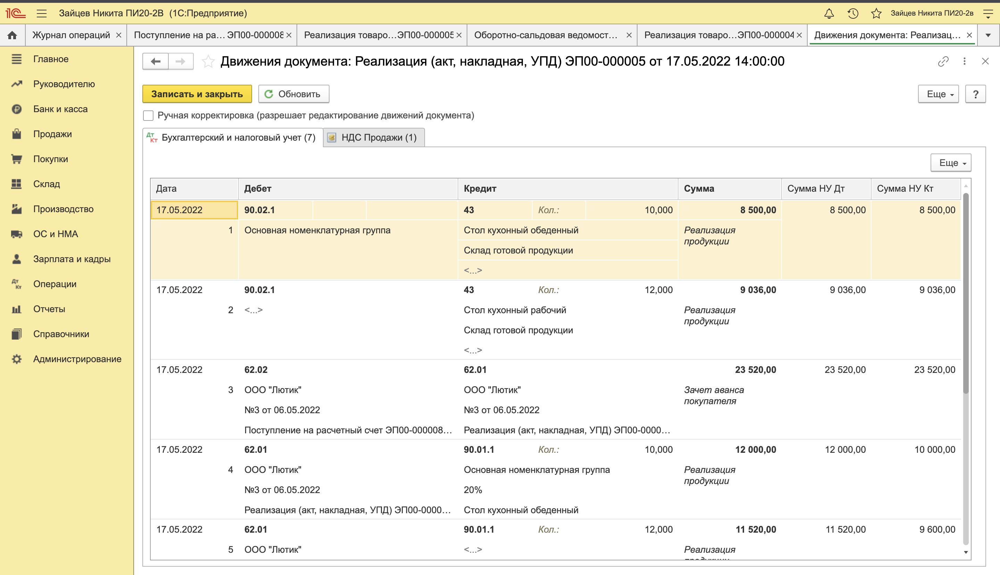 1С Зайцев Никита ПИ20-2В (1С:Предприятие) Зайцев Никита ПИ20-2в
Журнал операций × Поступление на ра... ЭП00-000008 × Реализация товаро...ЭП00-000005 × Оборотно-сальдовая ведомост... × Реализация товаро...ЭП00-000004 × Движения документа: Реализац... ×
Главное
Руководителю
Банк и касса
Продажи
Покупки
Склад
Производство
ОС и НМА
Зарплата и кадры
Операции
Отчеты
Справочники
Администрирование
Движения документа: Реализация (акт, накладная, УПД) ЭП00-000005 от 17.05.2022 14:00:00
Записать и закрыть Обновить Еще ?
Ручная корректировка (разрешает редактирование движений документа)
Дт Кт Бухгалтерский и налоговый учет (7) НДС Продажи (1)
Еще
Дата Дебет Кредит Сумма Сумма НУ Дт Сумма НУ Кт
17.05.2022 90.02.1 43 Кол.: 10,000 8 500,00 8 500,00 8 500,00
1 Основная номенклатурная группа Стол кухонный обеденный Реализация
продукции
Склад готовой продукции
<...>
17.05.2022 90.02.1 43 Кол.: 12,000 9 036,00 9 036,00 9 036,00
2 <...> Стол кухонный рабочий Реализация
продукции
Склад готовой продукции
<...>
17.05.2022 62.02 62.01 23 520,00 23 520,00 23 520,00
3 ООО "Лютик" ООО "Лютик" Зачет аванса
покупателя
№3 от 06.05.2022 №3 от 06.05.2022
Поступление на расчетный счет ЭП00-000008... Реализация (акт, накладная, УПД) ЭП00-0000...
17.05.2022 62.01 90.01.1 Кол.: 10,000 12 000,00 12 000,00 10 000,00
4 ООО "Лютик" Основная номенклатурная группа Реализация
продукции
№3 от 06.05.2022 20%
Реализация (акт, накладная, УПД) ЭП00-0000... Стол кухонный обеденный
17.05.2022 62.01 90.01.1 Кол.: 12,000 11 520,00 11 520,00 9 600,00
5 ООО "Лютик" <...> Реализация